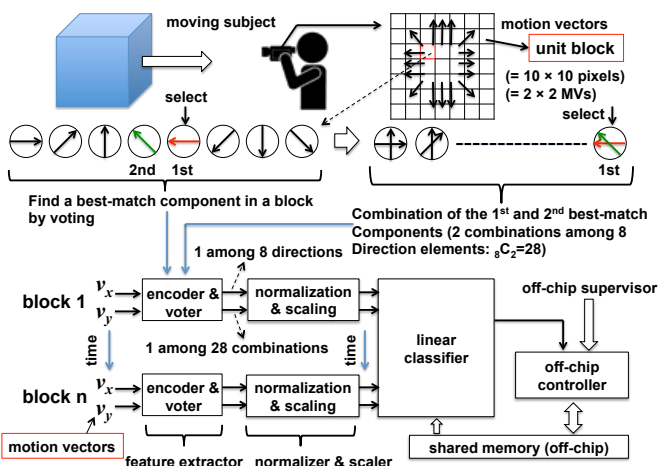 moving subject
motion vectors
unit block
(= 10 × 10 pixels)
(= 2 × 2 MVs)
select
select
2nd 1st
1st
Find a best-match component in a block
by voting
Combination of the 1st and 2nd best-match
Components (2 combinations among 8
Direction elements: 8C2=28)
1 among 8 directions
block 1
vx
vy
encoder &
voter
normalization
& scaling
1 among 28 combinations
time
time
linear
classifier
off-chip supervisor
off-chip
controller
block n
vx
vy
encoder &
voter
normalization
& scaling
motion vectors
shared memory (off-chip)
feature extractor normalizer & scaler